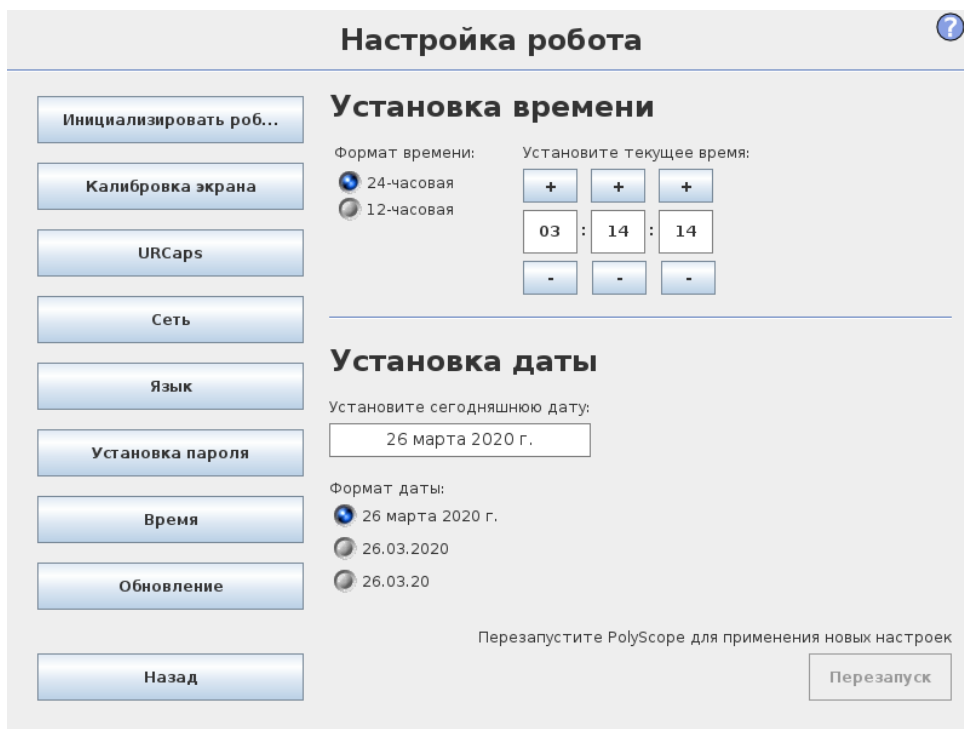 Настройка робота
?
Инициализировать роб...
Калибровка экрана
URCaps
Сеть
Язык
Установка пароля
Время
Обновление
Назад
Установка времени
Формат времени:
24-часовая
12-часовая
Установите текущее время:
+ + +
03 : 14 : 14
- - -
Установка даты
Установите сегодняшнюю дату:
26 марта 2020 г.
Формат даты:
26 марта 2020 г.
26.03.2020
26.03.20
Перезапустите PolyScope для применения новых настроек
Перезапуск